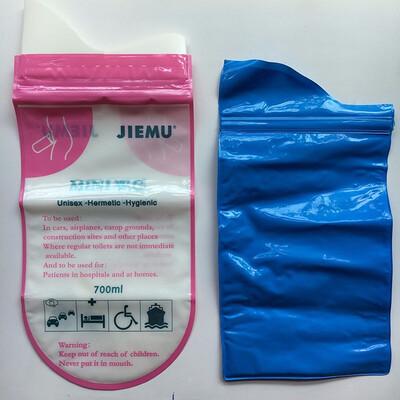 JIEMU®
Unisex -Hermetic -Hygienic
To be used:
In cars, airplanes, camp grounds,
construction sites and other places
Where regular toilets are not immediate
available.
And to be used for:
Patients in hospitals and at homes.
700ml
Warning:
Keep out of reach of children.
Never put it in mouth.